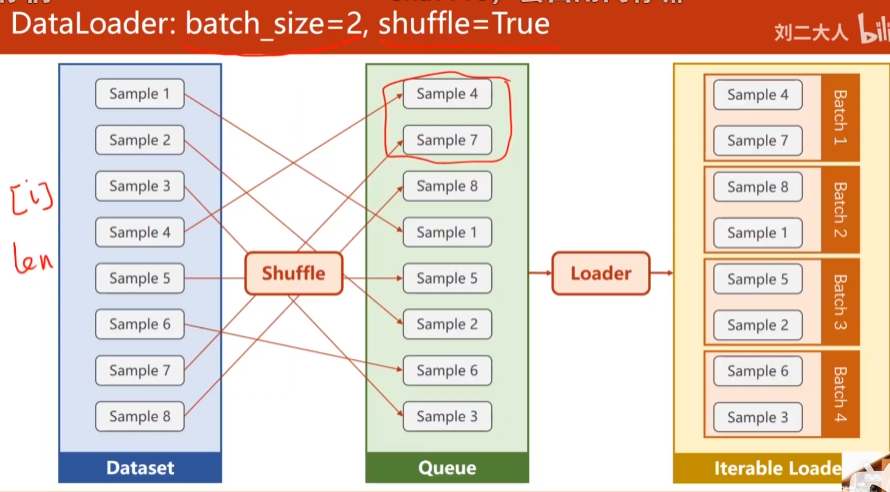 DataLoader: batch_size=2, shuffle=True
刘二大人 bili
Sample 1
Sample 2
Sample 3
Sample 4
Sample 5
Sample 6
Sample 7
Sample 8
Dataset
[i]
len
Shuffle
Sample 4
Sample 7
Sample 8
Sample 1
Sample 5
Sample 2
Sample 6
Sample 3
Queue
Loader
Sample 4
Sample 7
Batch 1
Sample 8
Sample 1
Batch 2
Sample 5
Sample 2
Batch 3
Sample 6
Sample 3
Batch 4
Iterable Loade